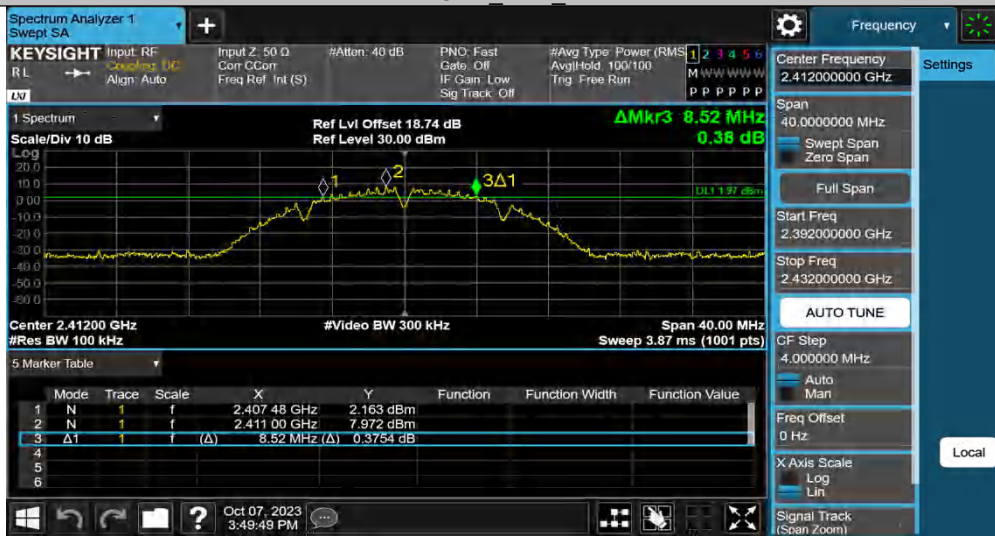 Spectrum Analyzer 1
Swept SA
+
Frequency
KEYSIGHT
RL
LXI
Input: RF
Coupling: DC
Align: Auto
Input Z: 50 Ω
Corr CCorr
Freq Ref: Int (S)
#Atten: 40 dB
PNO: Fast
Gate: Off
IF Gain: Low
Sig Track: Off
#Avg Type: Power (RMS
Avg|Hold: 100/100
Trig: Free Run
1 2 3 4 5 6
M W W W W W
P P P P P P
1 Spectrum
Scale/Div 10 dB
Ref Lvl Offset 18.74 dB
Ref Level 30.00 dBm
ΔMkr3 8.52 MHz
0.38 dB
Log
20.0
10.0
0.00
-10.0
-20.0
-30.0
-40.0
-50.0
-60.0
1
2
3Δ1
DL1 1.97 dBm
Center 2.41200 GHz
#Res BW 100 kHz
#Video BW 300 kHz
Span 40.00 MHz
Sweep 3.87 ms (1001 pts)
5 Marker Table
Mode Trace Scale X Y Function Function Width Function Value
1 N 1 f 2.407 48 GHz 2.163 dBm
2 N 1 f 2.411 00 GHz 7.972 dBm
3 Δ1 1 f (Δ) 8.52 MHz (Δ) 0.3754 dB
4
5
6
?
Oct 07, 2023
3:49:49 PM
Center Frequency
2.412000000 GHz
Span
40.0000000 MHz
Swept Span
Zero Span
Full Span
Start Freq
2.392000000 GHz
Stop Freq
2.432000000 GHz
AUTO TUNE
CF Step
4.000000 MHz
Auto
Man
Freq Offset
0 Hz
X Axis Scale
Log
Lin
Signal Track
(Span Zoom)
Settings
Local